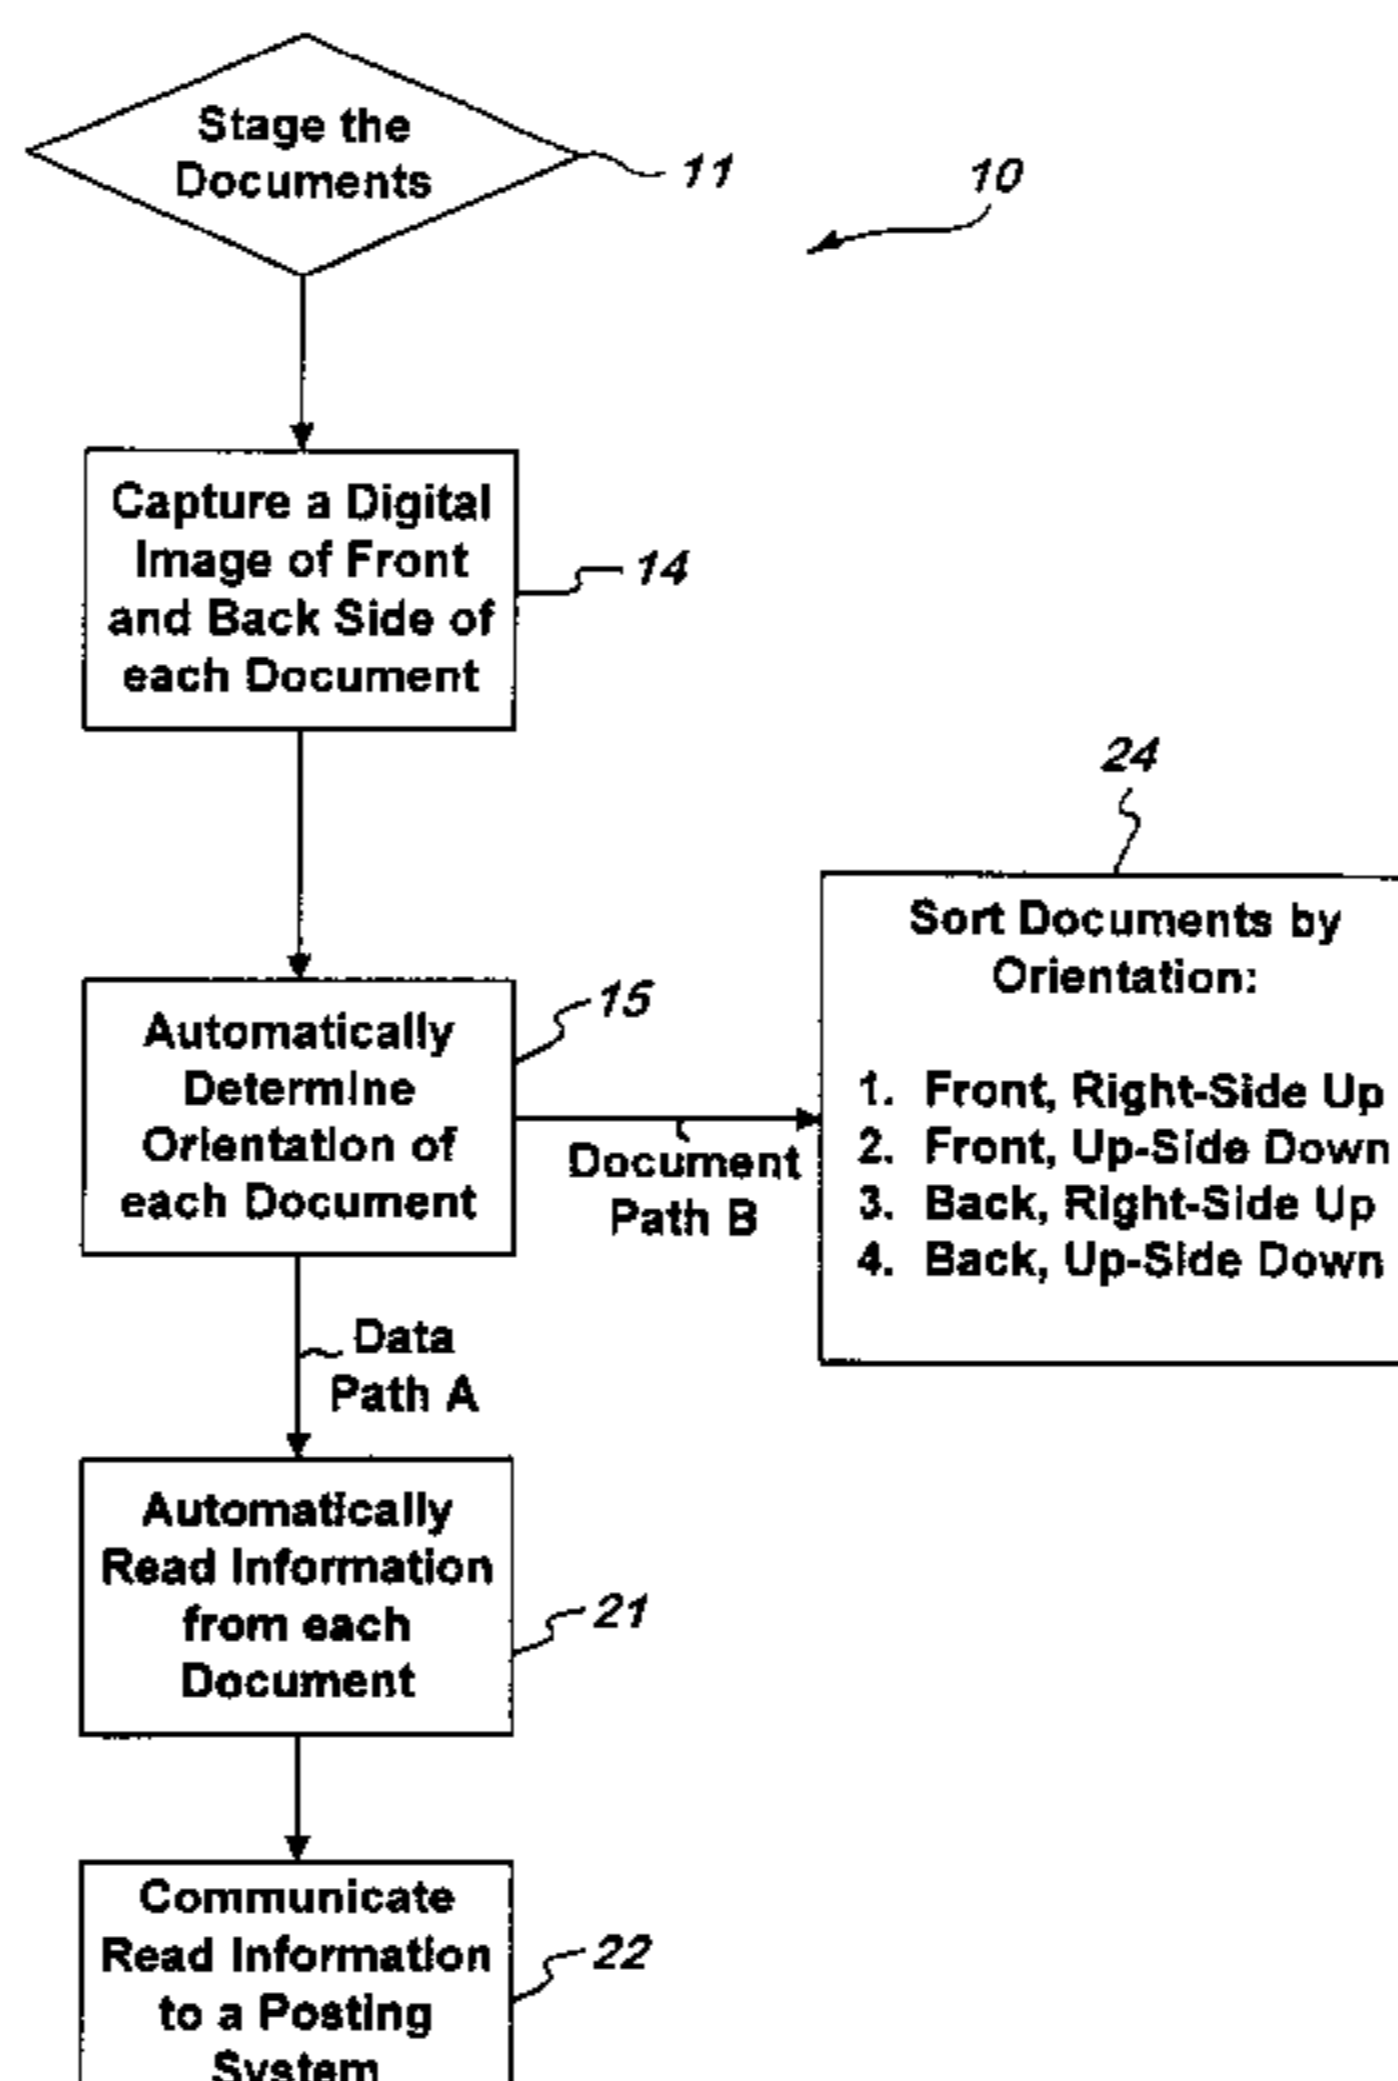 Stage the
Documents
11
10
Capture a Digital
Image of Front
and Back Side of
each Document
14
24
Sort Documents by
Orientation:
1. Front, Right-Side Up
2. Front, Up-Side Down
3. Back, Right-Side Up
4. Back, Up-Side Down
Automatically
Determine
Orientation of
each Document
15
Document
Path B
Data
Path A
Automatically
Read Information
from each
Document
21
Communicate
Read Information
to a Posting
System
22